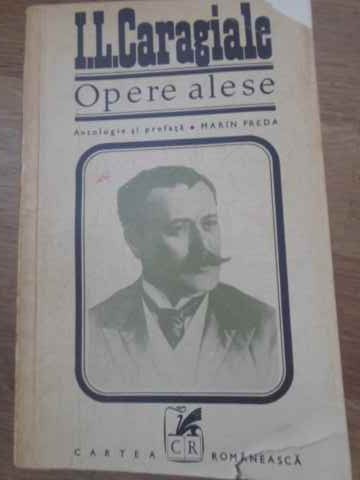 I.L.Caragiale
Opere alese
Antologie și prefață • MARIN PREDA
CR
CARTEA ROMÂNEASCĂ